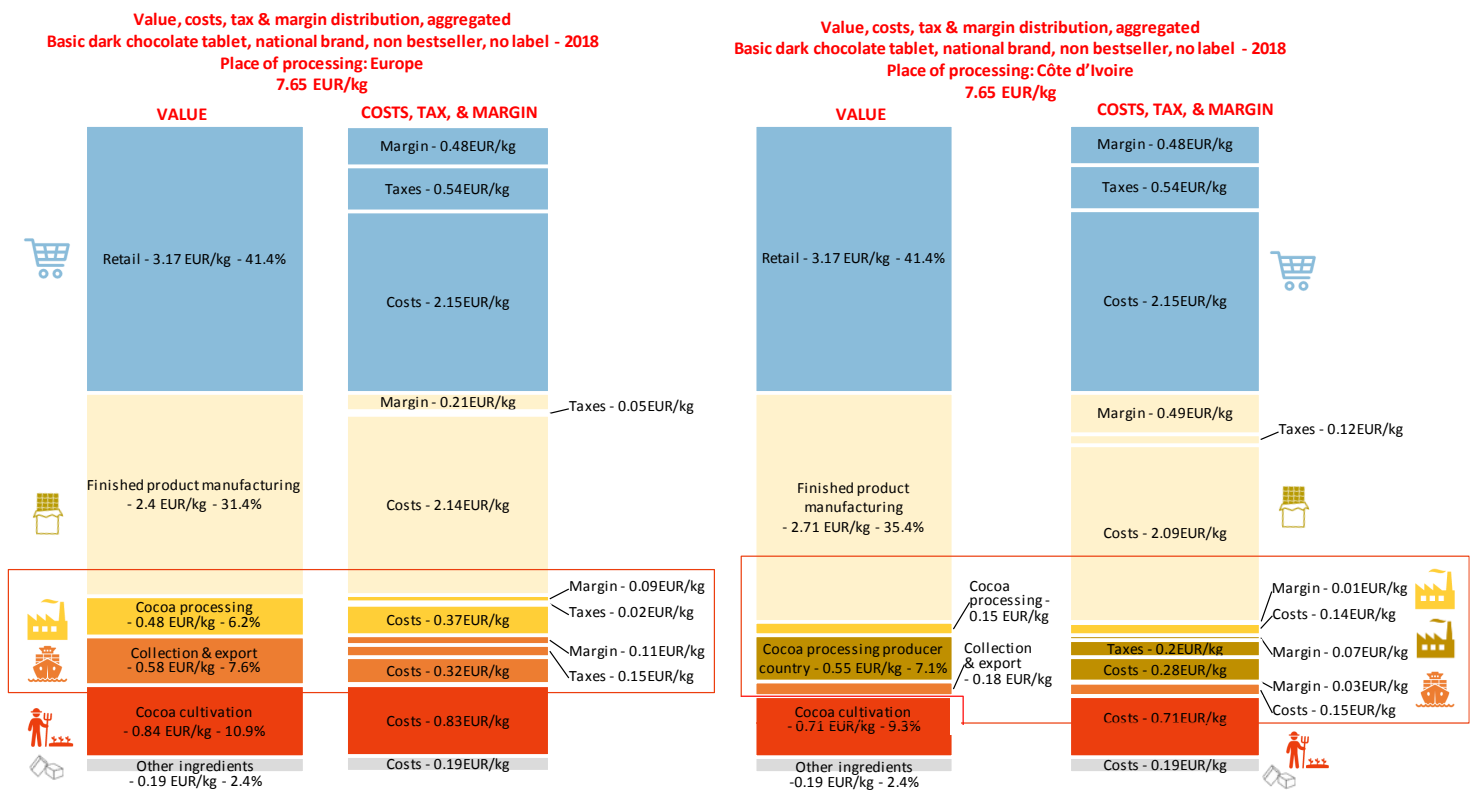 Value, costs, tax & margin distribution, aggregated
Basic dark chocolate tablet, national brand, non bestseller, no label - 2018
Place of processing: Europe
7.65 EUR/kg
VALUE
COSTS, TAX, & MARGIN
Retail - 3.17 EUR/kg - 41.4%
Margin - 0.48EUR/kg
Taxes - 0.54EUR/kg
Costs - 2.15EUR/kg
Finished product manufacturing
- 2.4 EUR/kg - 31.4%
Margin - 0.21EUR/kg
Taxes - 0.05EUR/kg
Costs - 2.14EUR/kg
Cocoa processing
- 0.48 EUR/kg - 6.2%
Margin - 0.09EUR/kg
Taxes - 0.02EUR/kg
Costs - 0.37EUR/kg
Collection & export
- 0.58 EUR/kg - 7.6%
Margin - 0.11EUR/kg
Taxes - 0.15EUR/kg
Costs - 0.32EUR/kg
Cocoa cultivation
- 0.84 EUR/kg - 10.9%
Costs - 0.83EUR/kg
Other ingredients
- 0.19 EUR/kg - 2.4%
Costs - 0.19EUR/kg
Value, costs, tax & margin distribution, aggregated
Basic dark chocolate tablet, national brand, non bestseller, no label - 2018
Place of processing: Côte d'Ivoire
7.65 EUR/kg
VALUE
COSTS, TAX, & MARGIN
Retail - 3.17 EUR/kg - 41.4%
Margin - 0.48EUR/kg
Taxes - 0.54EUR/kg
Costs - 2.15EUR/kg
Finished product
manufacturing
- 2.71 EUR/kg - 35.4%
Margin - 0.49EUR/kg
Taxes - 0.12EUR/kg
Costs - 2.09EUR/kg
Cocoa
processing -
0.15 EUR/kg
Margin - 0.01EUR/kg
Costs - 0.14EUR/kg
Cocoa processing producer
country - 0.55 EUR/kg - 7.1%
Margin - 0.07EUR/kg
Taxes - 0.2EUR/kg
Costs - 0.28EUR/kg
Collection
& export
- 0.18 EUR/kg
Margin - 0.03EUR/kg
Costs - 0.15EUR/kg
Cocoa cultivation
- 0.71 EUR/kg - 9.3%
Costs - 0.71EUR/kg
Other ingredients
-0.19 EUR/kg - 2.4%
Costs - 0.19EUR/kg